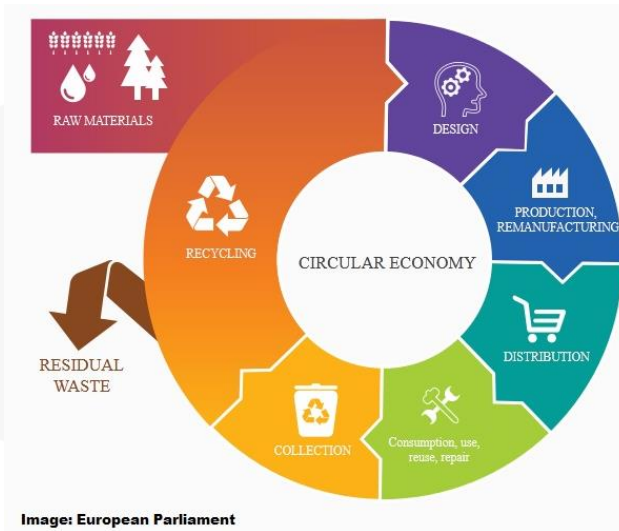 RAW MATERIALS
DESIGN
PRODUCTION,
REMANUFACTURING
RECYCLING
CIRCULAR ECONOMY
DISTRIBUTION
RESIDUAL
WASTE
COLLECTION
Consumption, use,
reuse, repair
Image: European Parliament